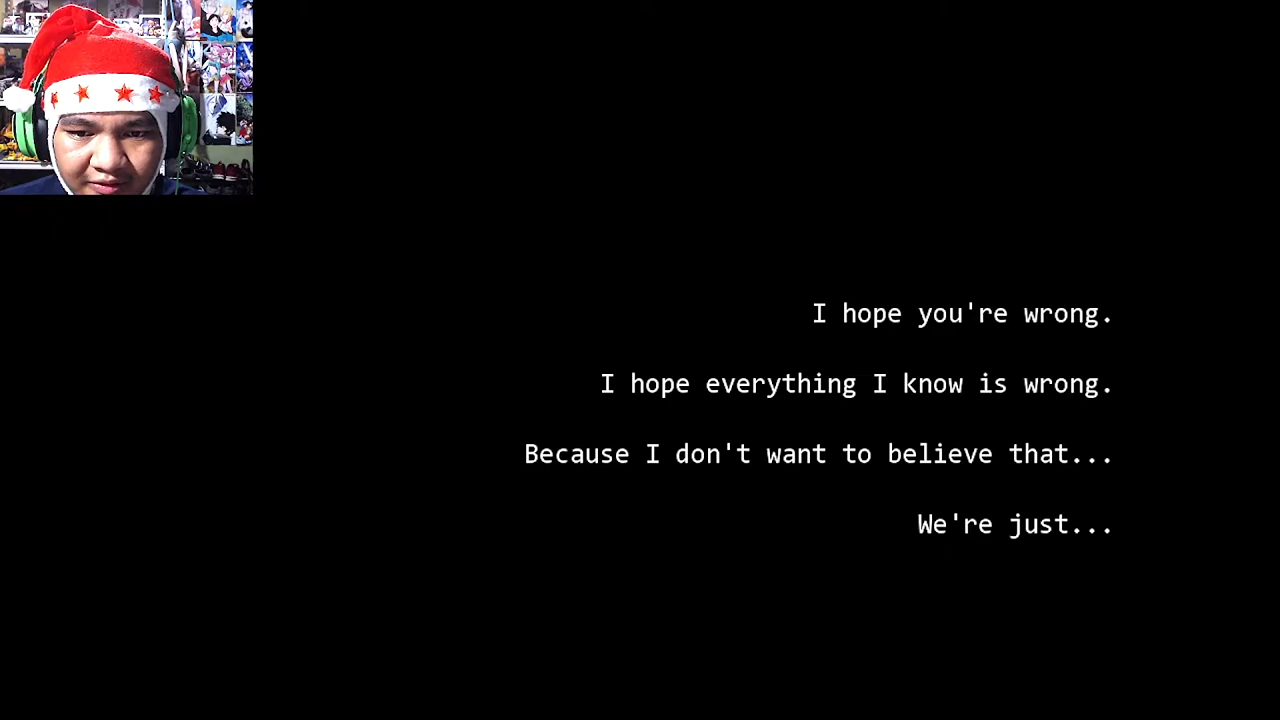 I hope you're wrong.
I hope everything I know is wrong.
Because I don't want to believe that...
We're just...